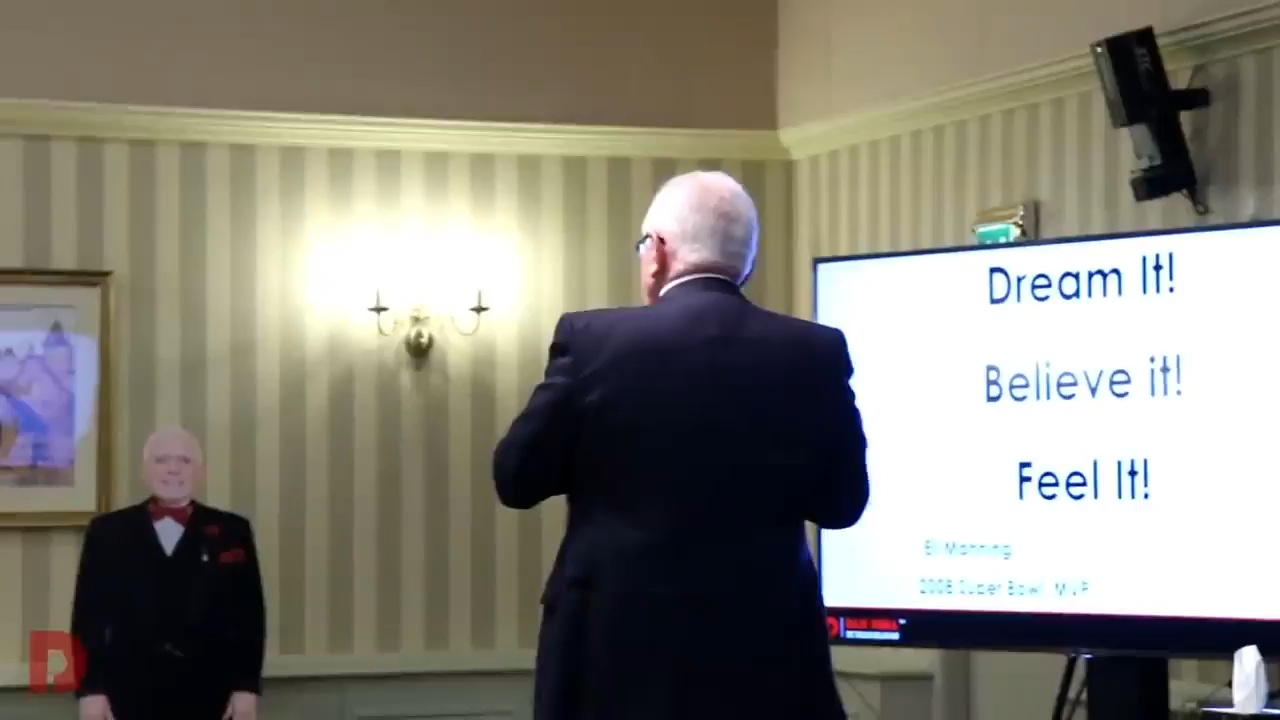 Dream It!
Believe it!
Feel It!
Eli Manning
2008 Super Bowl MVP